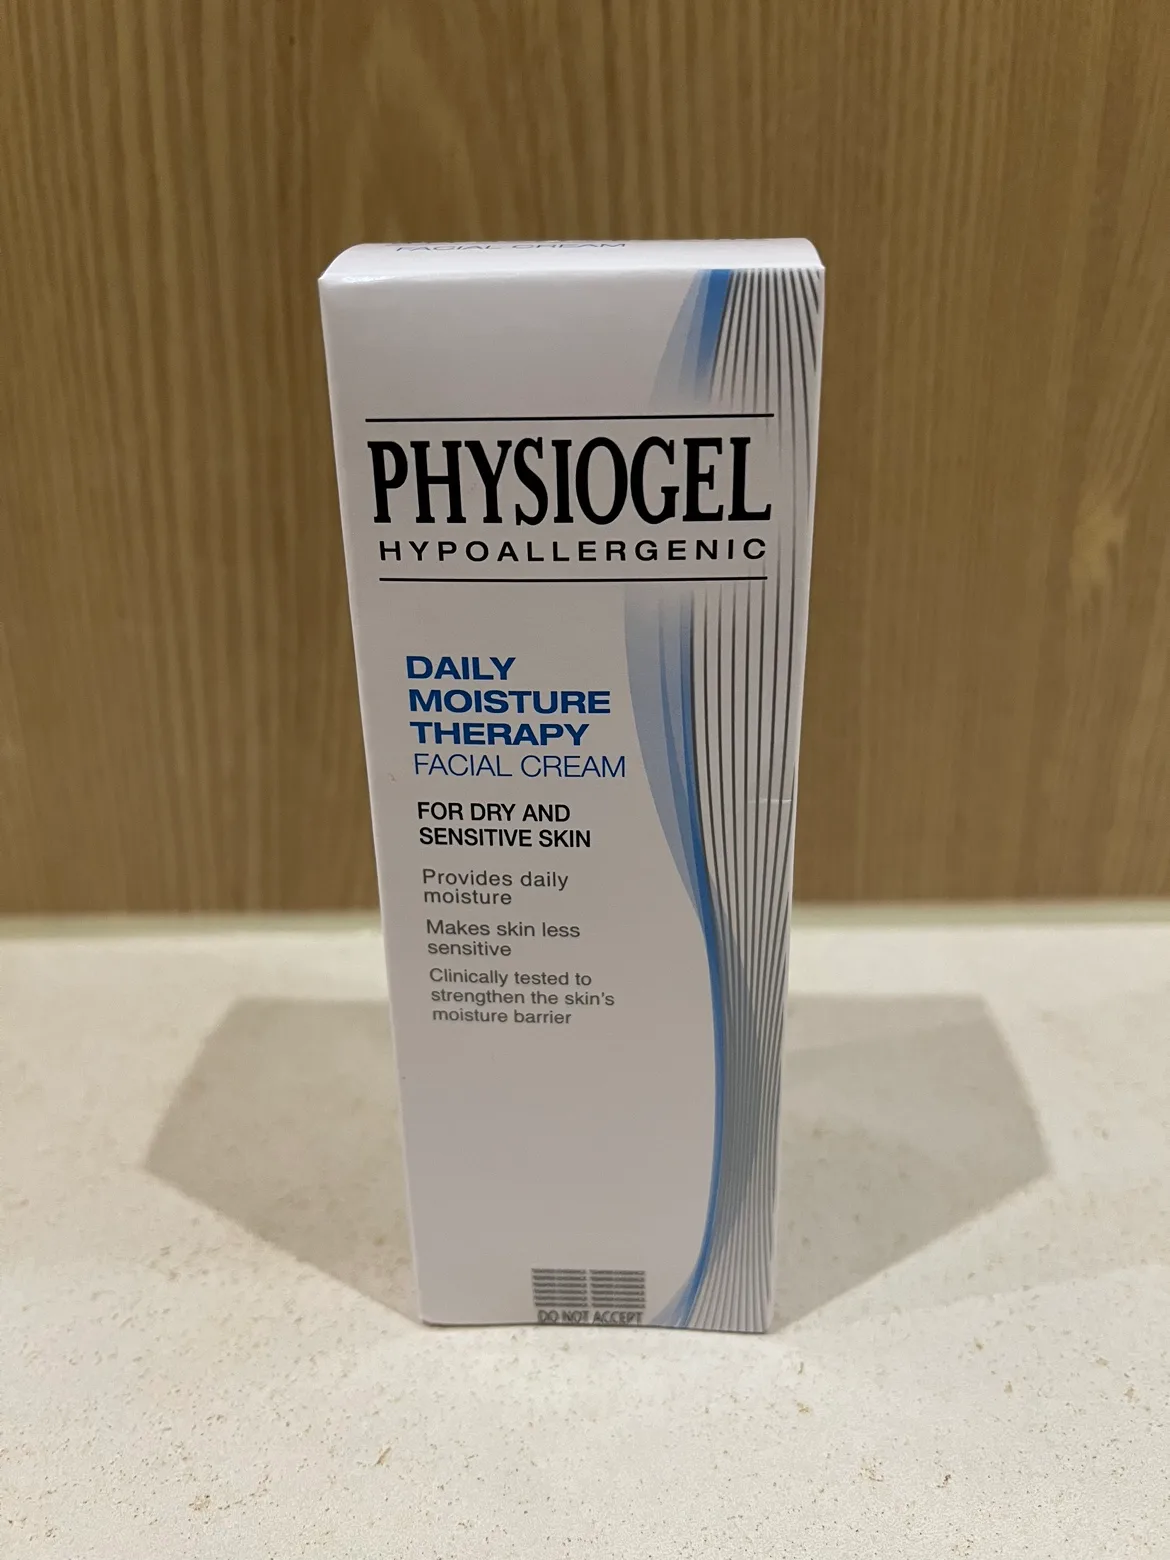 FACIAL CREAM
PHYSIOGEL
HYPOALLERGENIC
DAILY
MOISTURE
THERAPY
FACIAL CREAM
FOR DRY AND
SENSITIVE SKIN
Provides daily
moisture
Makes skin less
sensitive
Clinically tested to
strengthen the skin's
moisture barrier
DO NOT ACCEPT